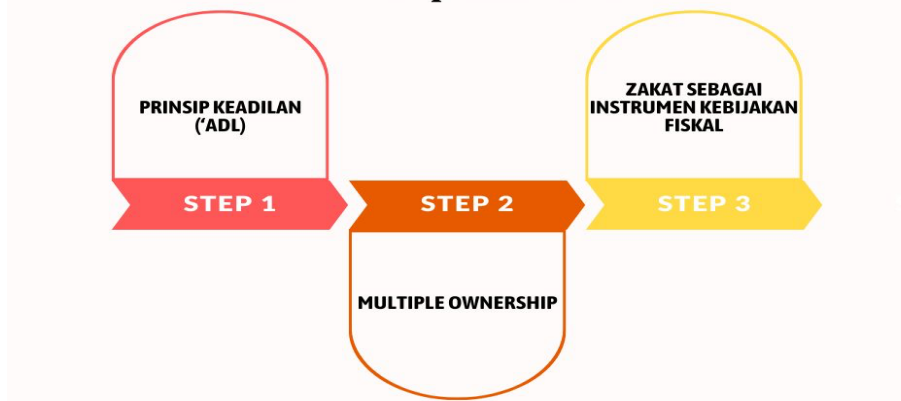 PRINSIP KEADILAN
(‘ADL)
STEP 1
STEP 2
MULTIPLE OWNERSHIP
ZAKAT SEBAGAI
INSTRUMEN KEBIJAKAN
FISKAL
STEP 3